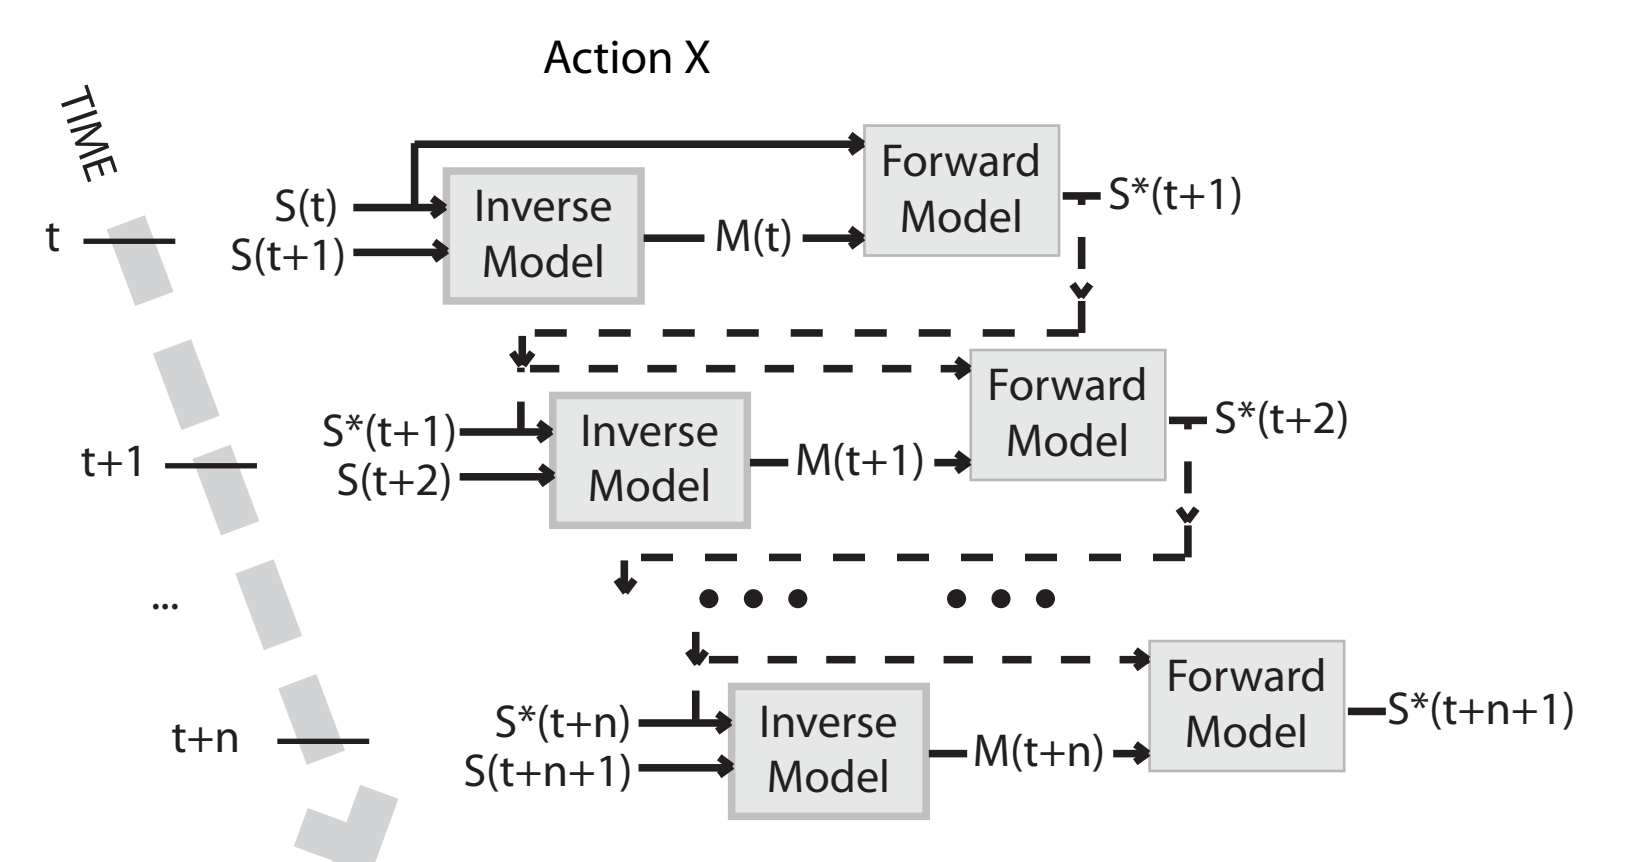 Action X
TIME
t
S(t)
S(t+1)
Inverse
Model
M(t)
Forward
Model
S*(t+1)
t+1
S*(t+1)
S(t+2)
Inverse
Model
M(t+1)
Forward
Model
S*(t+2)
...
t+n
S*(t+n)
S(t+n+1)
Inverse
Model
M(t+n)
Forward
Model
S*(t+n+1)